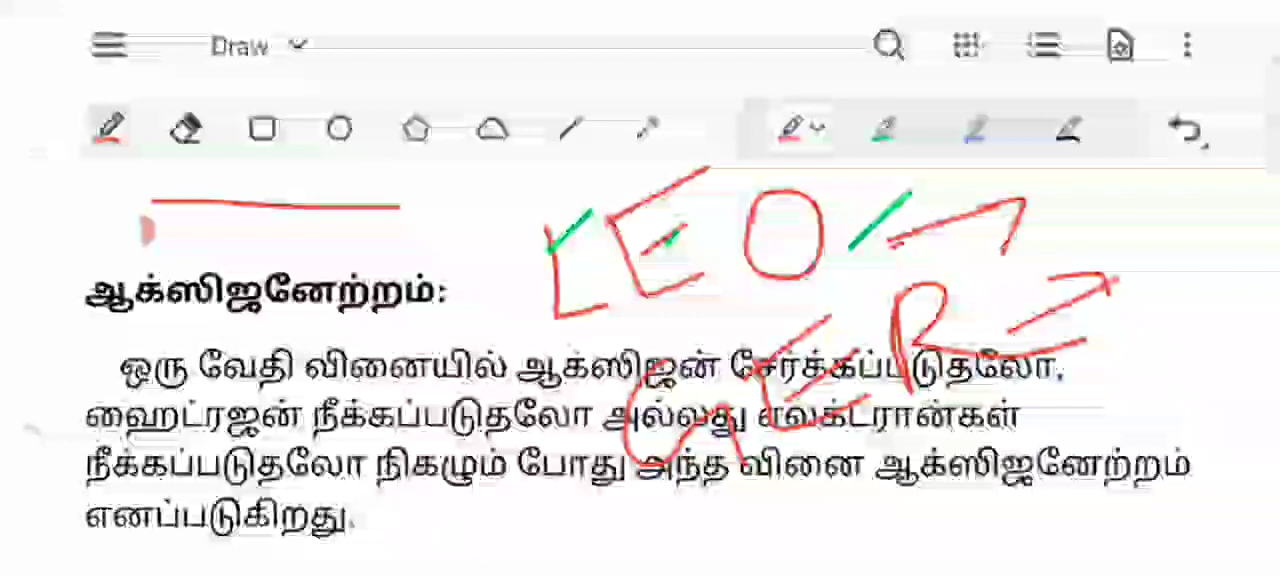 Draw
LEO
GER
ஆக்ஸிஜனேற்றம்:
ஒரு வேதி வினையில் ஆக்ஸிஜன் சேர்க்கப்படுதலோ,
ஹைட்ரஜன் நீக்கப்படுதலோ அல்லது எலக்ட்ரான்கள்
நீக்கப்படுதலோ நிகழும் போது அந்த வினை ஆக்ஸிஜனேற்றம்
எனப்படுகிறது.